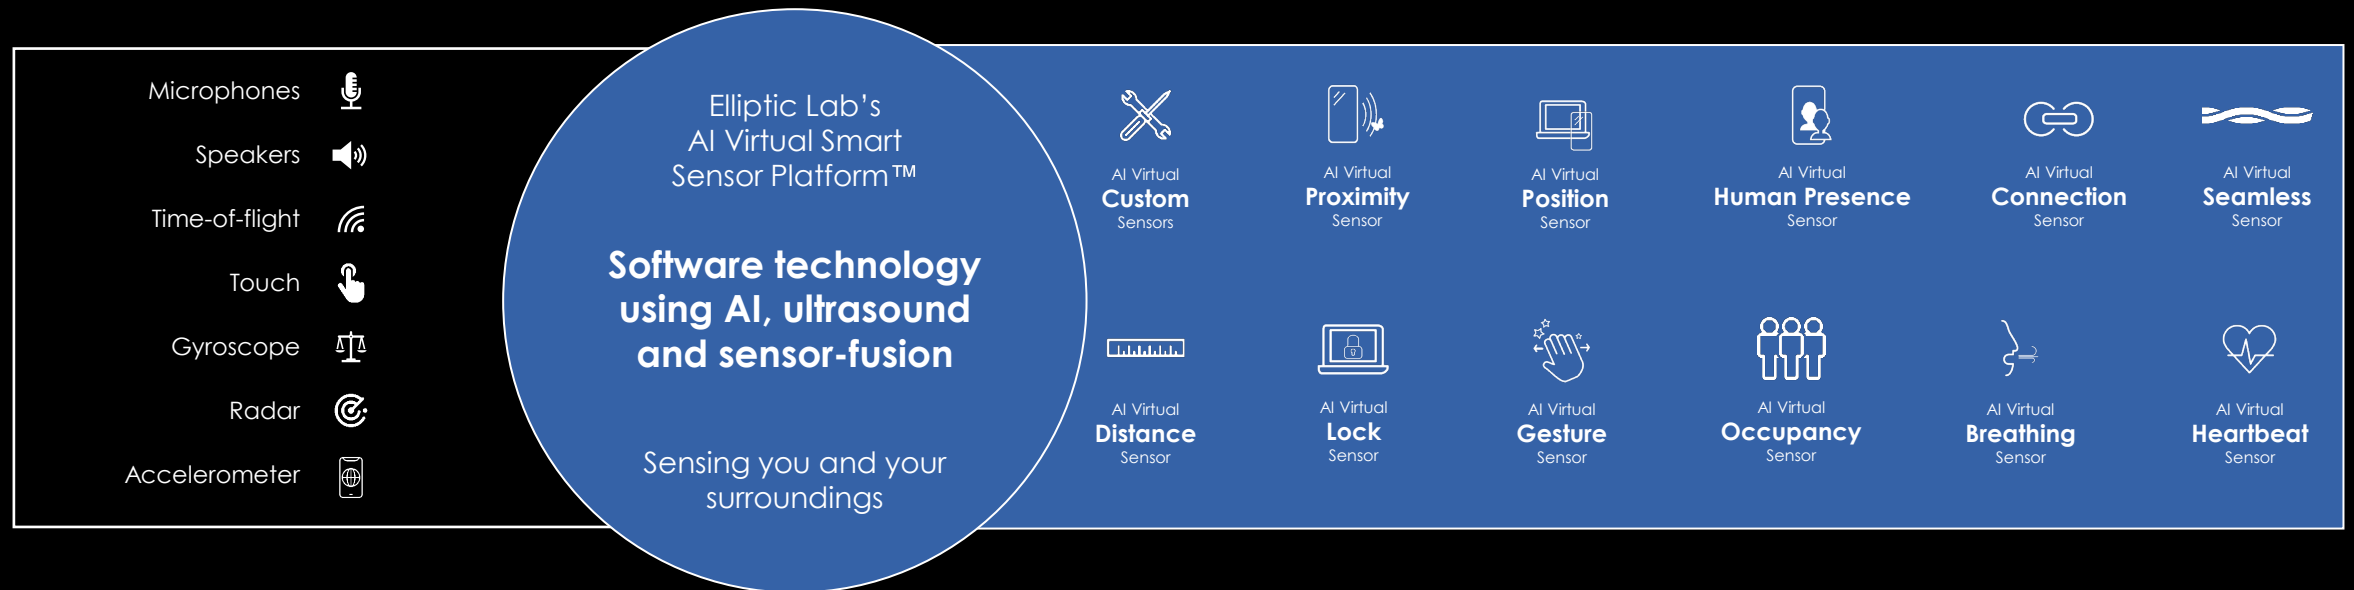 Microphones
Speakers
Time-of-flight
Touch
Gyroscope
Radar
Accelerometer
Elliptic Lab's
AI Virtual Smart
Sensor Platform™
Software technology
using AI, ultrasound
and sensor-fusion
Sensing you and your
surroundings
AI Virtual
Custom
Sensors
AI Virtual
Proximity
Sensor
AI Virtual
Position
Sensor
AI Virtual
Human Presence
Sensor
AI Virtual
Connection
Sensor
AI Virtual
Seamless
Sensor
AI Virtual
Distance
Sensor
AI Virtual
Lock
Sensor
AI Virtual
Gesture
Sensor
AI Virtual
Occupancy
Sensor
AI Virtual
Breathing
Sensor
AI Virtual
Heartbeat
Sensor